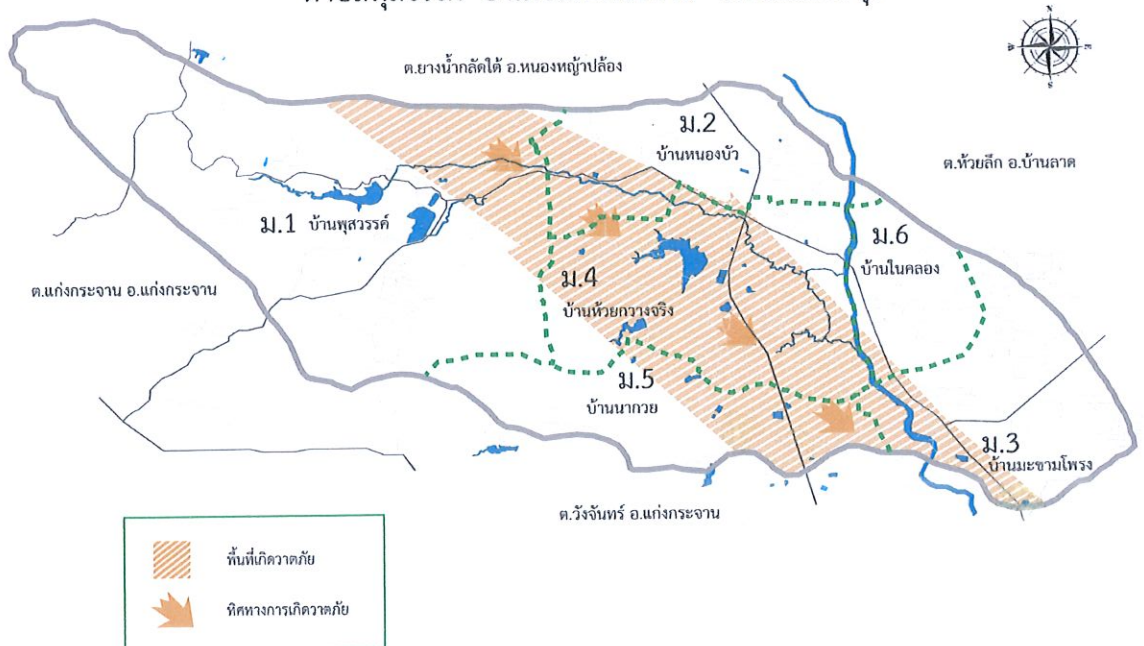 ต.ยางน้ำกลัดใต้ อ.หนองหญ้าปล้อง
N
E
S
ม.2
บ้านหนองบัว
ต.ห้วยลึก อ.บ้านลาด
ม.1 บ้านพุสวรรค์
ม.6
บ้านในคลอง
ม.4
บ้านห้วยกวางจริง
ต.แก่งกระจาน อ.แก่งกระจาน
ม.5
บ้านนากวย
ม.3
บ้านมะขามโพรง
ต.วังจันทร์ อ.แก่งกระจาน
พื้นที่เกิดวาตภัย
ทิศทางการเกิดวาตภัย